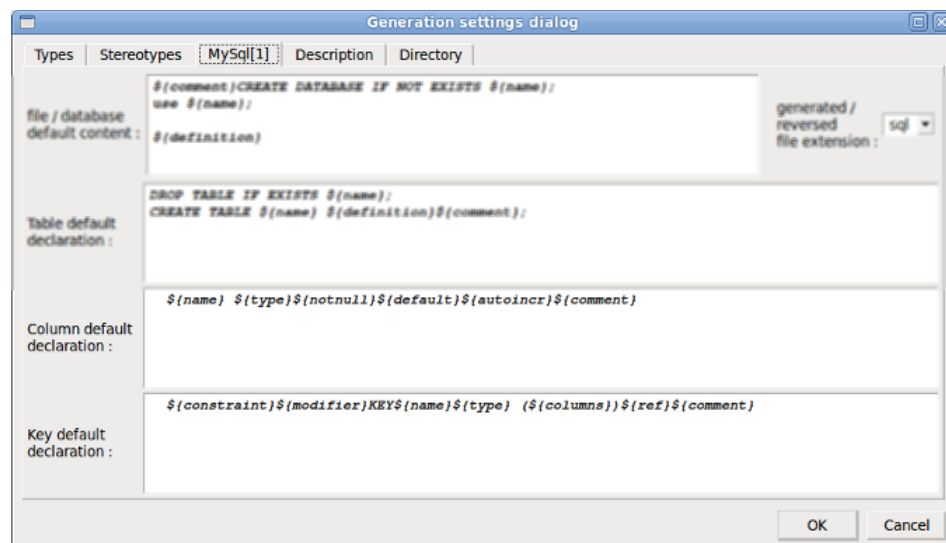 Generation settings dialog
Types Stereotypes MySql[1] Description Directory
file / database
default content :
${comment}CREATE DATABASE IF NOT EXISTS ${name};
use ${name};
${definition}
generated /
reversed
file extension :
sql
Table default
declaration :
DROP TABLE IF EXISTS ${name};
CREATE TABLE ${name} ${definition}${comment};
Column default
declaration :
${name} ${type}${notnull}${default}${autoincr}${comment}
Key default
declaration :
${constraint}${modifier}KEY${name}${type} (${columns})${ref}${comment}
OK Cancel